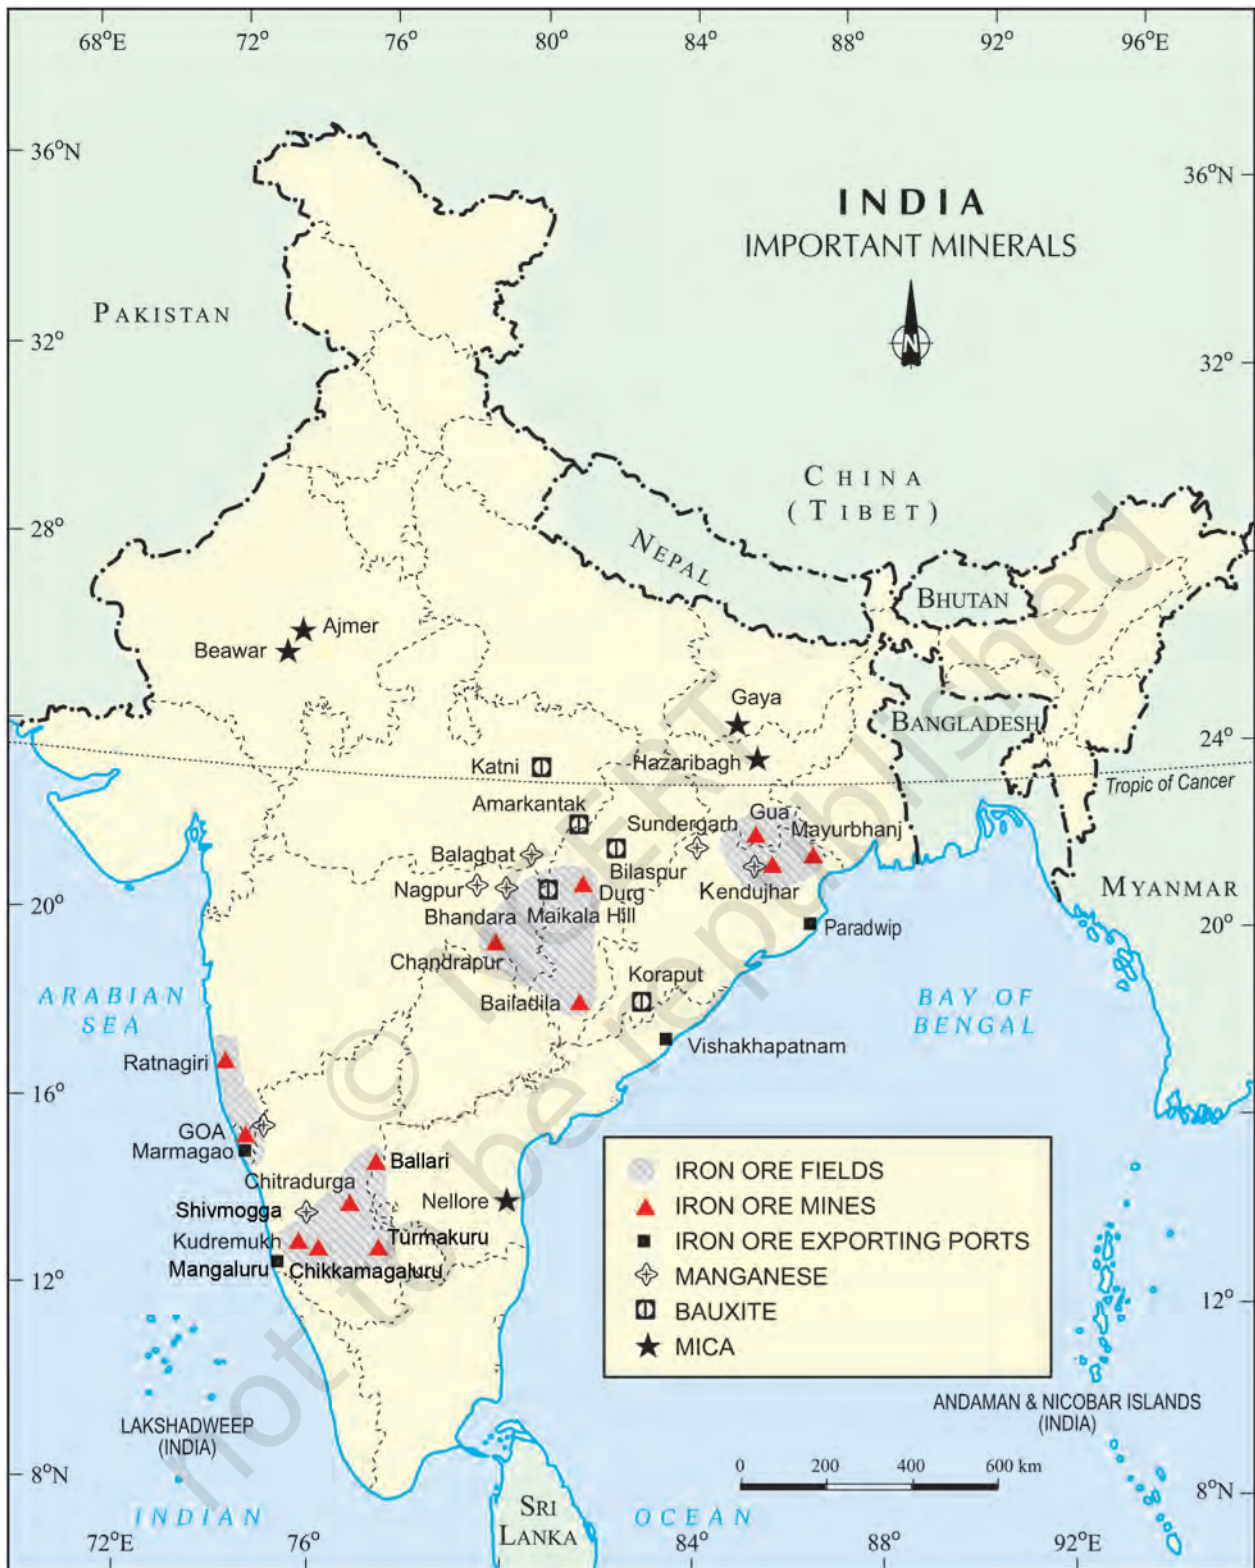 68°E 72° 76° 80° 84° 88° 92° 96°E
36°N
36°N
INDIA
IMPORTANT MINERALS
N
PAKISTAN
32°
32°
CHINA
(TIBET)
28°
28°
NEPAL
BHUTAN
Ajmer
Beawar
Gaya
BANGLADESH
24°
Katni
Hazaribagh
Tropic of Cancer
Amarkantak
Sundergarh
Gua
Mayurbhanj
Balaghat
Bilaspur
Nagpur
Durg
Kendujhar
MYANMAR
20°
Bhandara
Maikala Hill
Paradwip
20°
Chandrapur
Koraput
ARABIAN
SEA
Bailadila
BAY OF
BENGAL
Vishakhapatnam
Ratnagiri
16°
16°
GOA
Marmagao
Ballari
Chitradurga
Nellore
Shivmogga
Kudremukh
Turmakuru
Mangaluru
Chikkamagaluru
12°
12°
IRON ORE FIELDS
IRON ORE MINES
IRON ORE EXPORTING PORTS
MANGANESE
BAUXITE
MICA
LAKSHADWEEP
(INDIA)
ANDAMAN & NICOBAR ISLANDS
(INDIA)
0 200 400 600 km
8°N
8°N
INDIAN
SRI
LANKA
OCEAN
72°E 76° 84° 88° 92°E
© NCERT
not to be republished